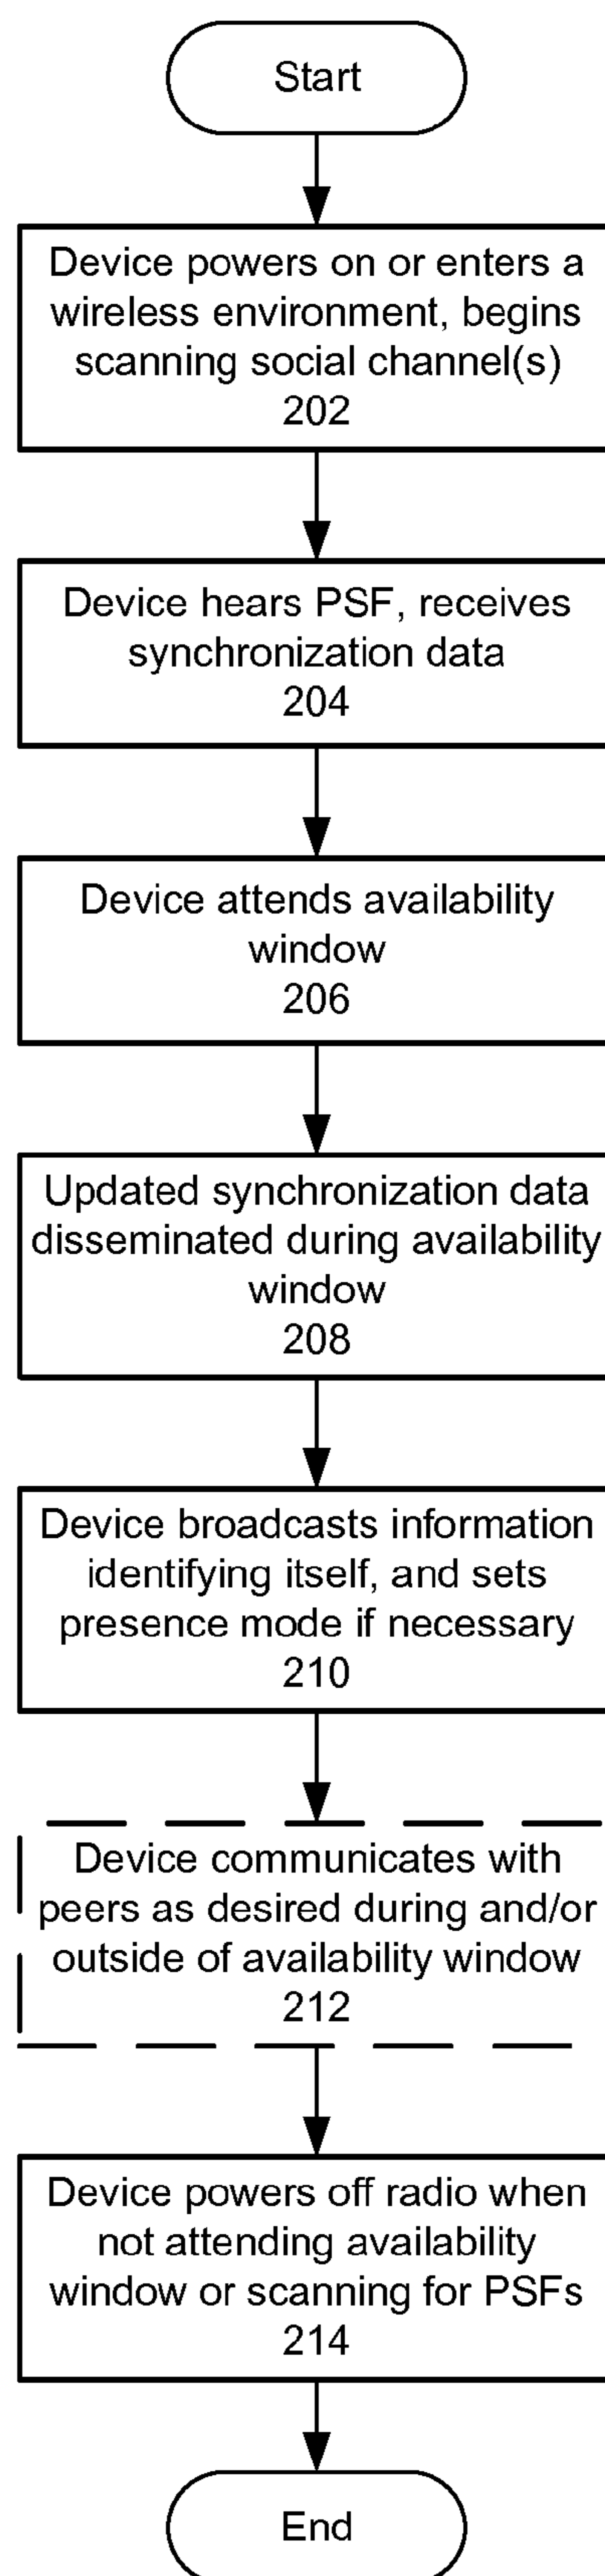 Start
Device powers on or enters a
wireless environment, begins
scanning social channel(s)
202
Device hears PSF, receives
synchronization data
204
Device attends availability
window
206
Updated synchronization data
disseminated during availability
window
208
Device broadcasts information
identifying itself, and sets
presence mode if necessary
210
Device communicates with
peers as desired during and/or
outside of availability window
212
Device powers off radio when
not attending availability
window or scanning for PSFs
214
End